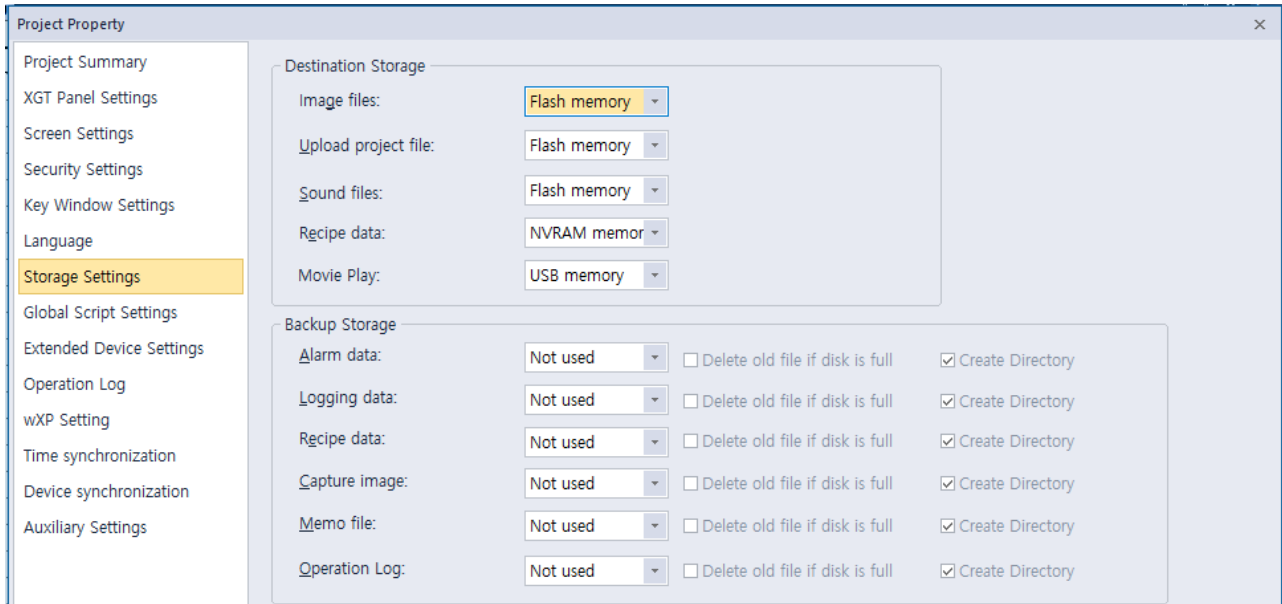 Project Property
Project Summary
XGT Panel Settings
Screen Settings
Security Settings
Key Window Settings
Language
Storage Settings
Global Script Settings
Extended Device Settings
Operation Log
wXP Setting
Time synchronization
Device synchronization
Auxiliary Settings
Destination Storage
Image files: Flash memory
Upload project file: Flash memory
Sound files: Flash memory
Recipe data: NVRAM memor
Movie Play: USB memory
Backup Storage
Alarm data: Not used Delete old file if disk is full Create Directory
Logging data: Not used Delete old file if disk is full Create Directory
Recipe data: Not used Delete old file if disk is full Create Directory
Capture image: Not used Delete old file if disk is full Create Directory
Memo file: Not used Delete old file if disk is full Create Directory
Operation Log: Not used Delete old file if disk is full Create Directory